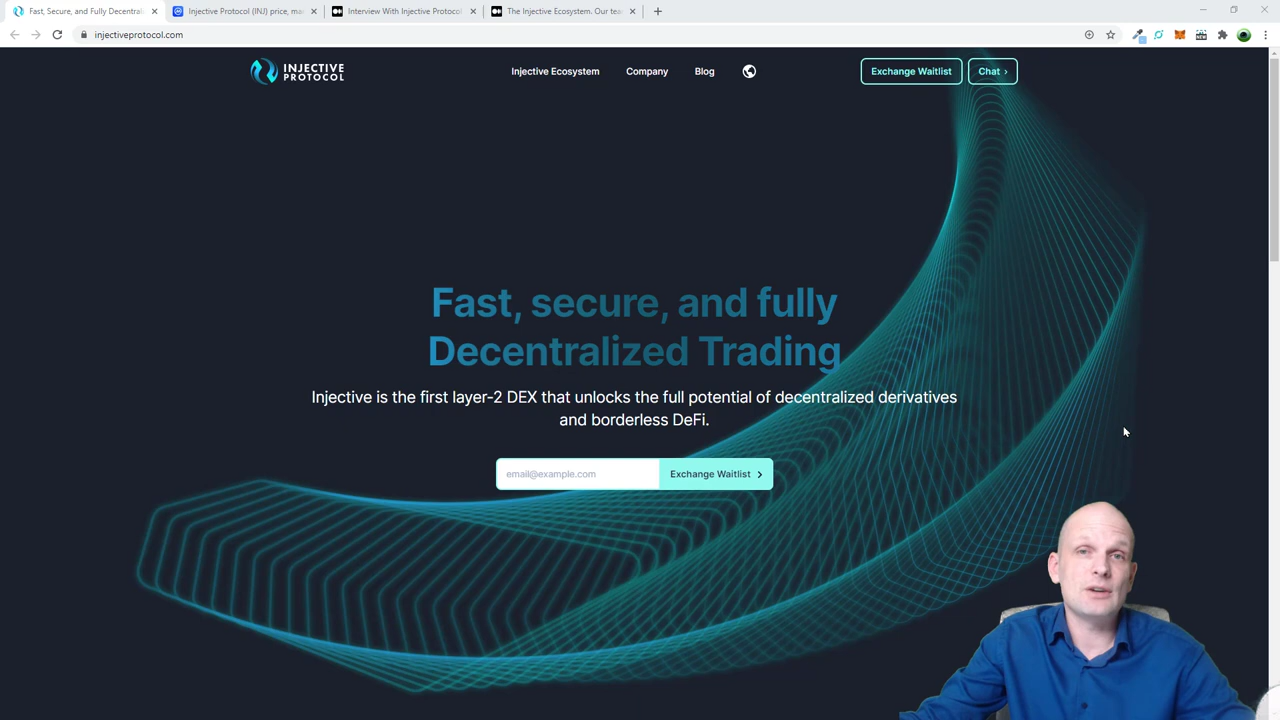 Fast, Secure, and Fully Decentrali
Injective Protocol (INJ) price, ma
Interview With Injective Protocol
The Injective Ecosystem. Our tea
injectiveprotocol.com
INJECTIVE
PROTOCOL
Injective Ecosystem
Company
Blog
Exchange Waitlist
Chat ›
Fast, secure, and fully
Decentralized Trading
Injective is the first layer-2 DEX that unlocks the full potential of decentralized derivatives
and borderless DeFi.
email@example.com
Exchange Waitlist